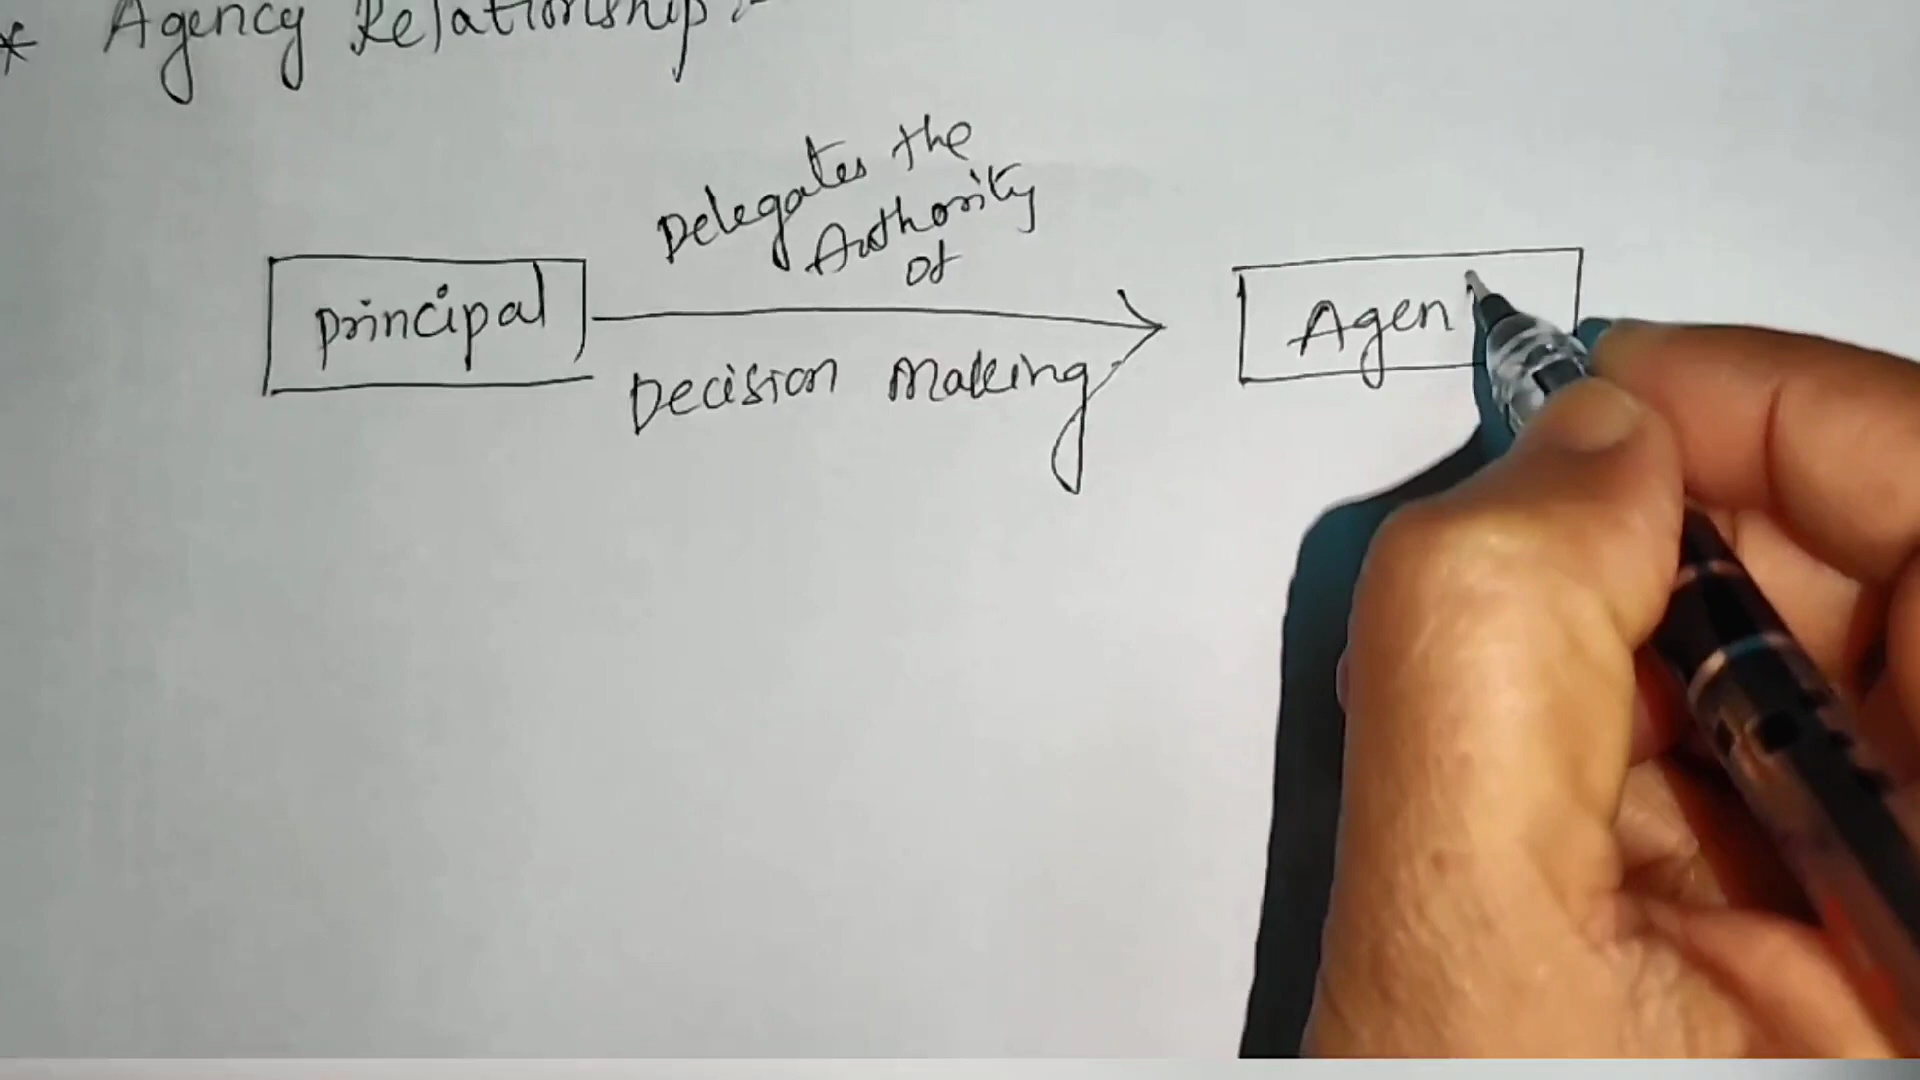 * Agency Relationship :-
Delegates the
Authority
of
Principal
Agen
Decision Making